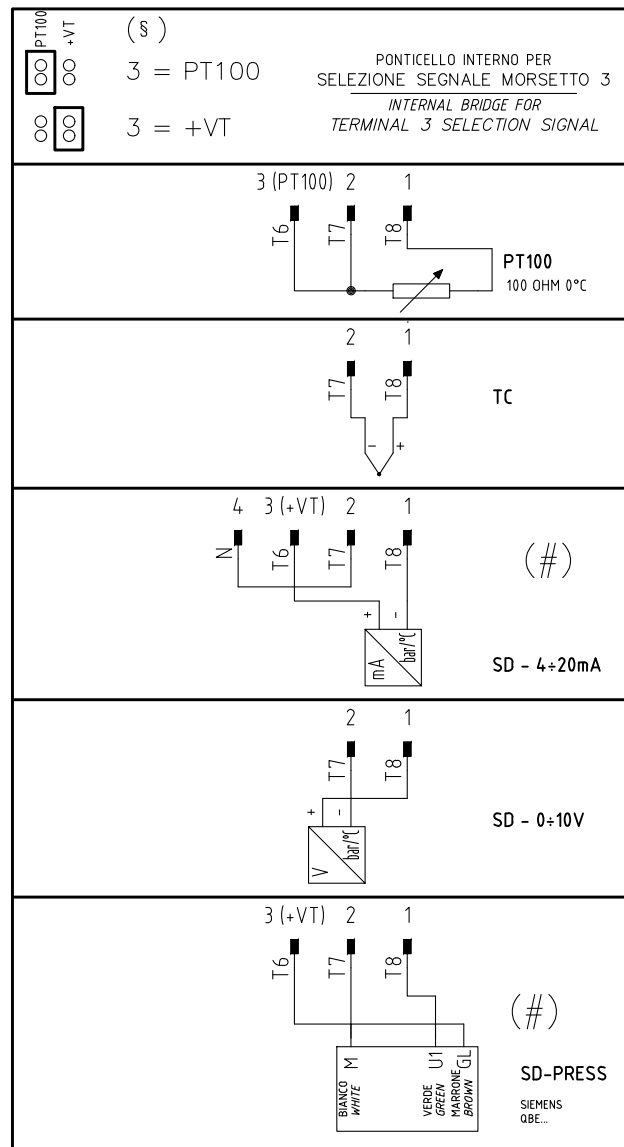 PT100
+VT
(§)
3 = PT100
3 = +VT
PONTICELLO INTERNO PER
SELEZIONE SEGNALE MORSETTO 3
INTERNAL BRIDGE FOR
TERMINAL 3 SELECTION SIGNAL
3 (PT100) 2 1
T6 T7 T8
PT100
100 OHM 0°C
2 1
T7 T8
TC
- +
4 3 (+VT) 2 1
N T6 T7 T8
(#)
+ -
mA bar/°C
SD - 4÷20mA
2 1
T7 T8
+ -
V bar/°C
SD - 0÷10V
3 (+VT) 2 1
T6 T7 T8
(#)
M U1 GL
BIANCO
WHITE
VERDE
GREEN
MARRONE
BROWN
SD-PRESS
SIEMENS
QBE...